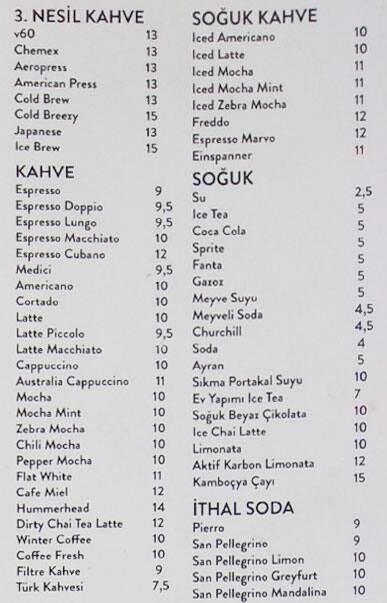 3. NESİL KAHVE
v60 13
Chemex 13
Aeropress 13
American Press 13
Cold Brew 13
Cold Breezy 15
Japanese 13
Ice Brew 15
KAHVE
Espresso 9
Espresso Doppio 9,5
Espresso Lungo 9,5
Espresso Macchiato 10
Espresso Cubano 12
Medici 9,5
Americano 10
Cortado 10
Latte 10
Latte Piccolo 9,5
Latte Macchiato 10
Cappuccino 10
Australia Cappuccino 11
Mocha 10
Mocha Mint 10
Zebra Mocha 10
Chili Mocha 10
Pepper Mocha 10
Flat White 11
Cafe Miel 12
Hummerhead 14
Dirty Chai Tea Latte 12
Winter Coffee 10
Coffee Fresh 10
Filtre Kahve 9
Türk Kahvesi 7,5
SOĞUK KAHVE
Iced Americano 10
Iced Latte 10
Iced Mocha 11
Iced Mocha Mint 11
Iced Zebra Mocha 11
Freddo 12
Espresso Marvo 12
Einspanner 11
SOĞUK
Su 2,5
Ice Tea 5
Coca Cola 5
Sprite 5
Fanta 5
Gazoz 5
Meyve Suyu 5
Meyveli Soda 4,5
Churchill 4,5
Soda 4
Ayran 5
Sıkma Portakal Suyu 10
Ev Yapımı Ice Tea 7
Soğuk Beyaz Çikolata 10
Ice Chai Latte 10
Limonata 10
Aktif Karbon Limonata 12
Kamboçya Çayı 15
İTHAL SODA
Pierro 9
San Pellegrino 9
San Pellegrino Limon 10
San Pellegrino Greyfurt 10
San Pellegrino Mandalina 10